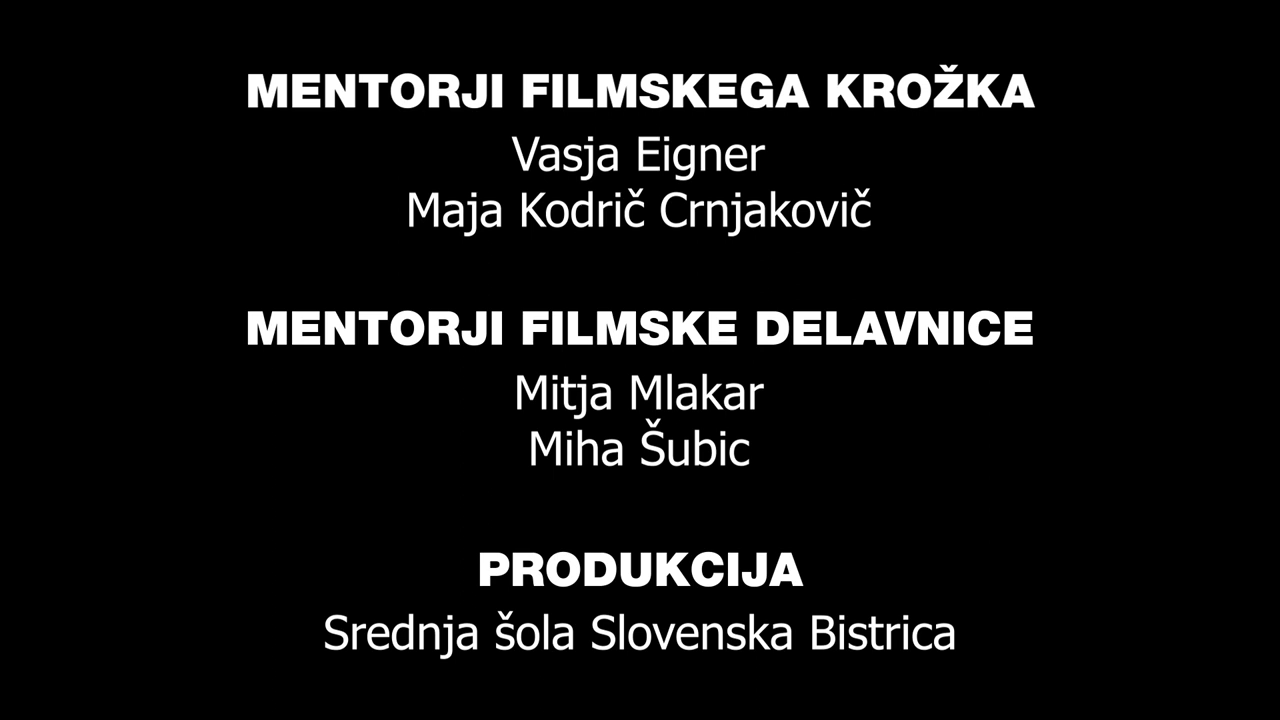 MENTORJI FILMSKEGA KROŽKA
Vasja Eigner
Maja Kodrič Crnjakovič
MENTORJI FILMSKE DELAVNICE
Mitja Mlakar
Miha Šubic
PRODUKCIJA
Srednja šola Slovenska Bistrica